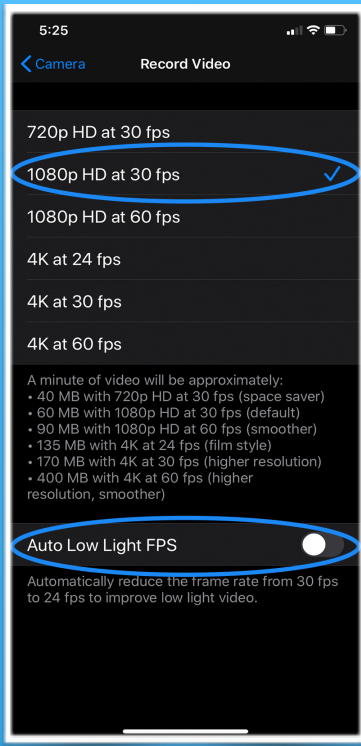 5:25
Camera
Record Video
720p HD at 30 fps
1080p HD at 30 fps
1080p HD at 60 fps
4K at 24 fps
4K at 30 fps
4K at 60 fps
A minute of video will be approximately:
• 40 MB with 720p HD at 30 fps (space saver)
• 60 MB with 1080p HD at 30 fps (default)
• 90 MB with 1080p HD at 60 fps (smoother)
• 135 MB with 4K at 24 fps (film style)
• 170 MB with 4K at 30 fps (higher resolution)
• 400 MB with 4K at 60 fps (higher
resolution, smoother)
Auto Low Light FPS
Automatically reduce the frame rate from 30 fps
to 24 fps to improve low light video.